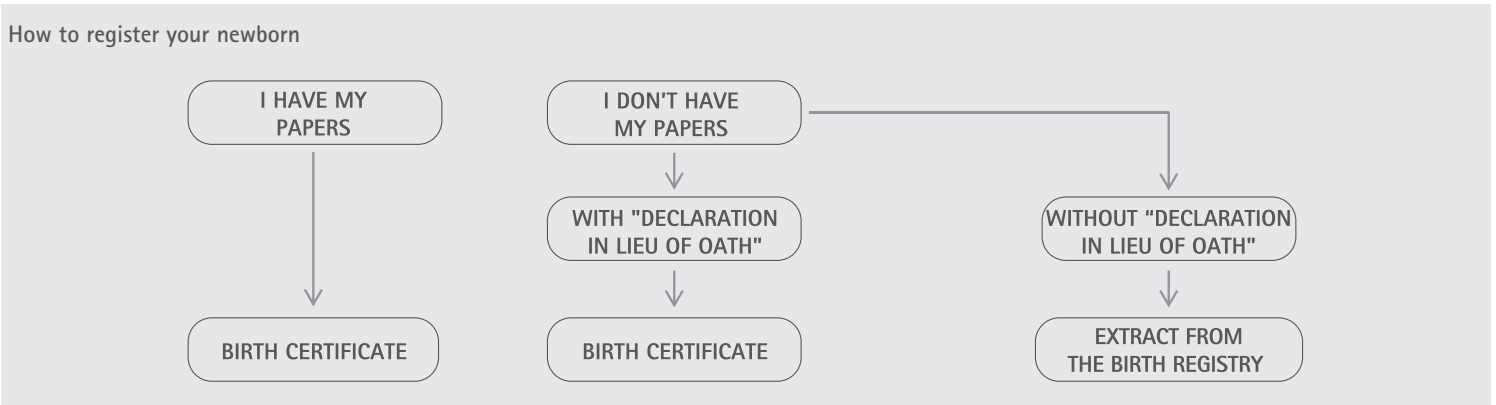 How to register your newborn
I HAVE MY
PAPERS
I DON'T HAVE
MY PAPERS
WITH "DECLARATION
IN LIEU OF OATH"
WITHOUT “DECLARATION
IN LIEU OF OATH"
BIRTH CERTIFICATE
BIRTH CERTIFICATE
EXTRACT FROM
THE BIRTH REGISTRY